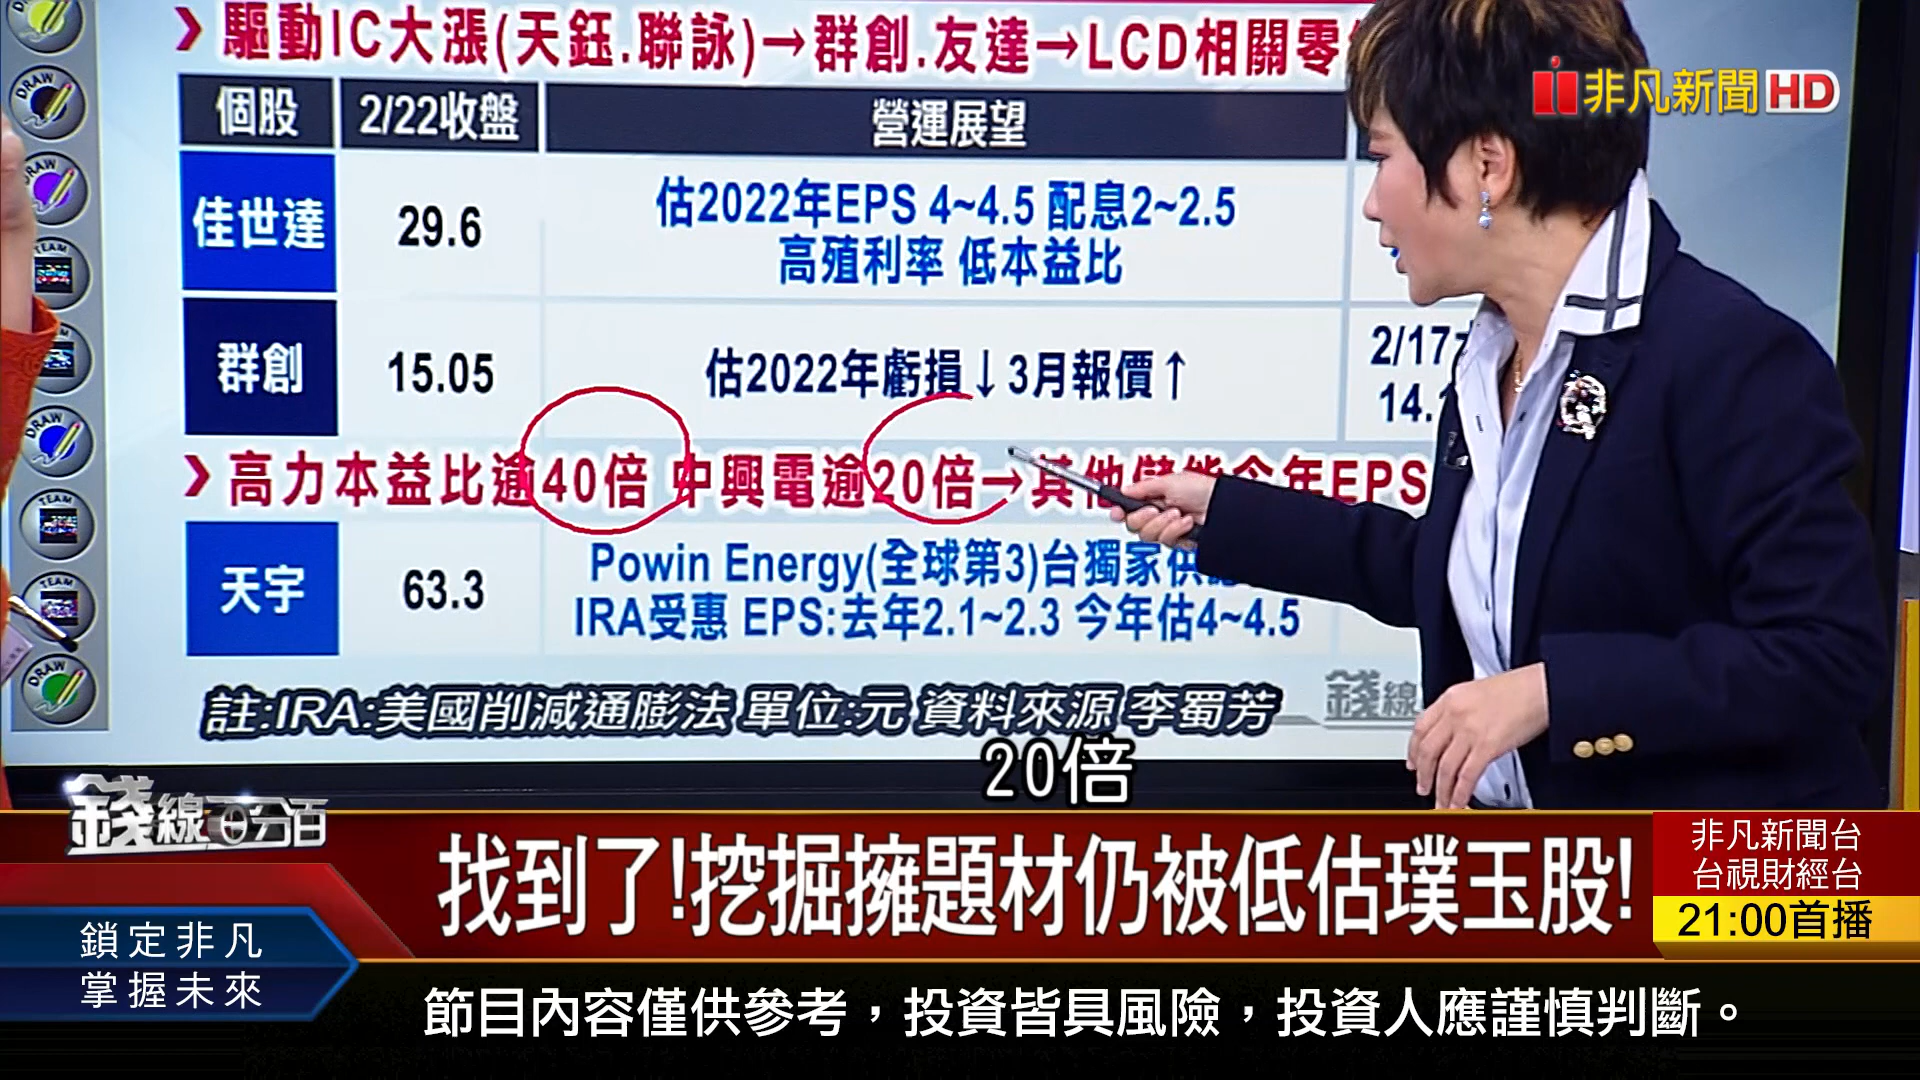 驅動IC大漲(天鈺.聯詠)→群創.友達→LCD相關零
非凡新聞HD
個股 2/22收盤 營運展望
佳世達 29.6 估2022年EPS 4~4.5 配息2~2.5
高殖利率 低本益比
群創 15.05 估2022年虧損↓3月報價↑ 2/17
14.
高力本益比逾40倍 中興電逾20倍→其他儲能今年EPS
天宇 63.3 Powin Energy(全球第3)台獨家供
IRA受惠 EPS:去年2.1~2.3 今年估4~4.5
註:IRA:美國削減通膨法 單位:元 資料來源 李蜀芳
錢線
DRAW
DRAW
DRAW
TEAM
TEAM
DRAW
TEAM
TEAM
DRAW
20倍
錢線百分百
找到了!挖掘擁題材仍被低估璞玉股!
非凡新聞台
台視財經台
21:00首播
鎖定非凡
掌握未來
節目內容僅供參考，投資皆具風險，投資人應謹慎判斷。